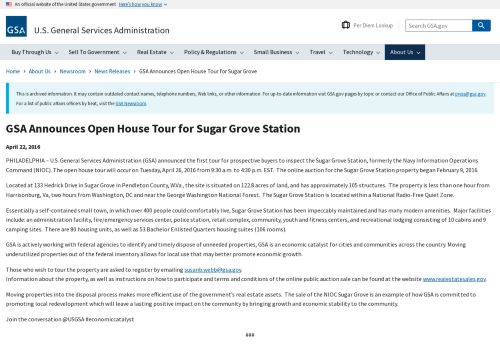 An official website of the United States government Here's how you know
GSA
U.S. General Services Administration
Per Diem Lookup
Search GSA.gov
Buy Through Us Sell To Government Real Estate Policy & Regulations Small Business Travel Technology About Us
Home › About Us › Newsroom › News Releases › GSA Announces Open House Tour for Sugar Grove
This is archived information. It may contain outdated contact names, telephone numbers, Web links, or other information. For up-to-date information visit GSA.gov pages by topic or contact our Office of Public Affairs at press@gsa.gov.
For a list of public affairs officers by beat, visit the GSA Newsroom.
GSA Announces Open House Tour for Sugar Grove Station
April 22, 2016
PHILADELPHIA – U.S. General Services Administration (GSA) announced the first tour for prospective buyers to inspect the Sugar Grove Station, formerly the Navy Information Operations
Command (NIOC). The open house tour will occur on Tuesday, April 26, 2016 from 9:30 a.m. to 4:30 p.m. EST. The online auction for the Sugar Grove Station property began February 9, 2016.
Located at 133 Hedrick Drive in Sugar Grove in Pendleton County, W.Va., the site is situated on 122.8 acres of land, and has approximately 105 structures. The property is less than one hour from
Harrisonburg, Va, two hours from Washington, DC and near the George Washington National Forest. The Sugar Grove Station is located within a National Radio-Free Quiet Zone.
Essentially a self-contained small town, in which over 400 people could comfortably live, Sugar Grove Station has been impeccably maintained and has many modern amenities. Major facilities
include an administration facility, fire/emergency services center, police station, retail complex, community, youth and fitness centers, and recreational lodging consisting of 10 cabins and 9
camping sites. There are 80 housing units, as well as 53 Bachelor Enlisted Quarters housing suites (106 rooms).
GSA is actively working with federal agencies to identify and timely dispose of unneeded properties, GSA is an economic catalyst for cities and communities across the country. Moving
underutilized properties out of the federal inventory allows for local use that may better promote economic growth.
Those who wish to tour the property are asked to register by emailing susanb.webb@gsa.gov.
Information about the property, as well as instructions on how to participate and terms and conditions of the online public auction sale can be found at the website www.realestatesales.gov.
Moving properties into the disposal process makes more efficient use of the government's real estate assets. The sale of the NIOC Sugar Grove is an example of how GSA is committed to
promoting local redevelopment which will leave a lasting positive impact on the community by bringing growth and economic stability to the community.
Join the conversation @USGSA #economiccatalyst
###